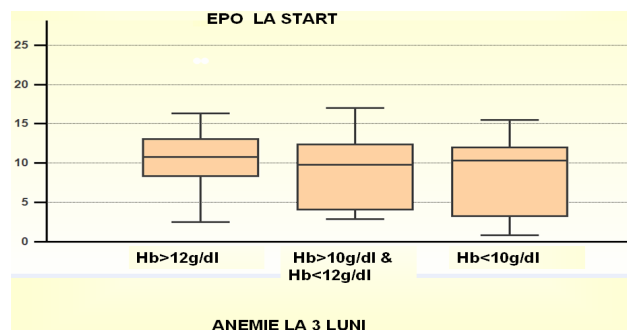 EPO LA START
25
20
15
10
5
0
Hb>12g/dl Hb>10g/dl & Hb<10g/dl
Hb<12g/dl
ANEMIE LA 3 LUNI